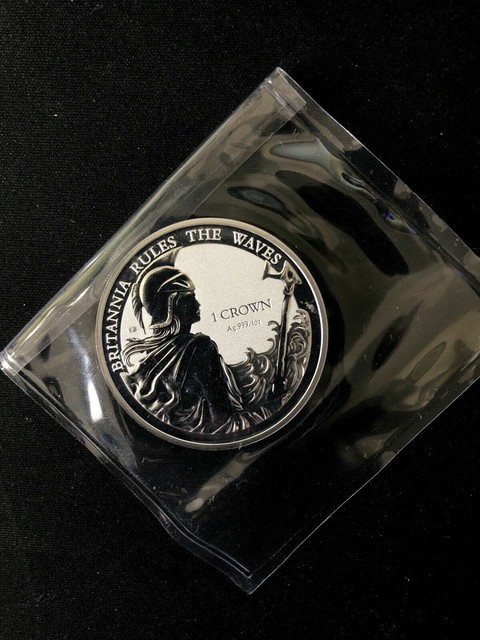 BRITANNIA RULES THE WAVES
1 CROWN
Ag.999/1oz